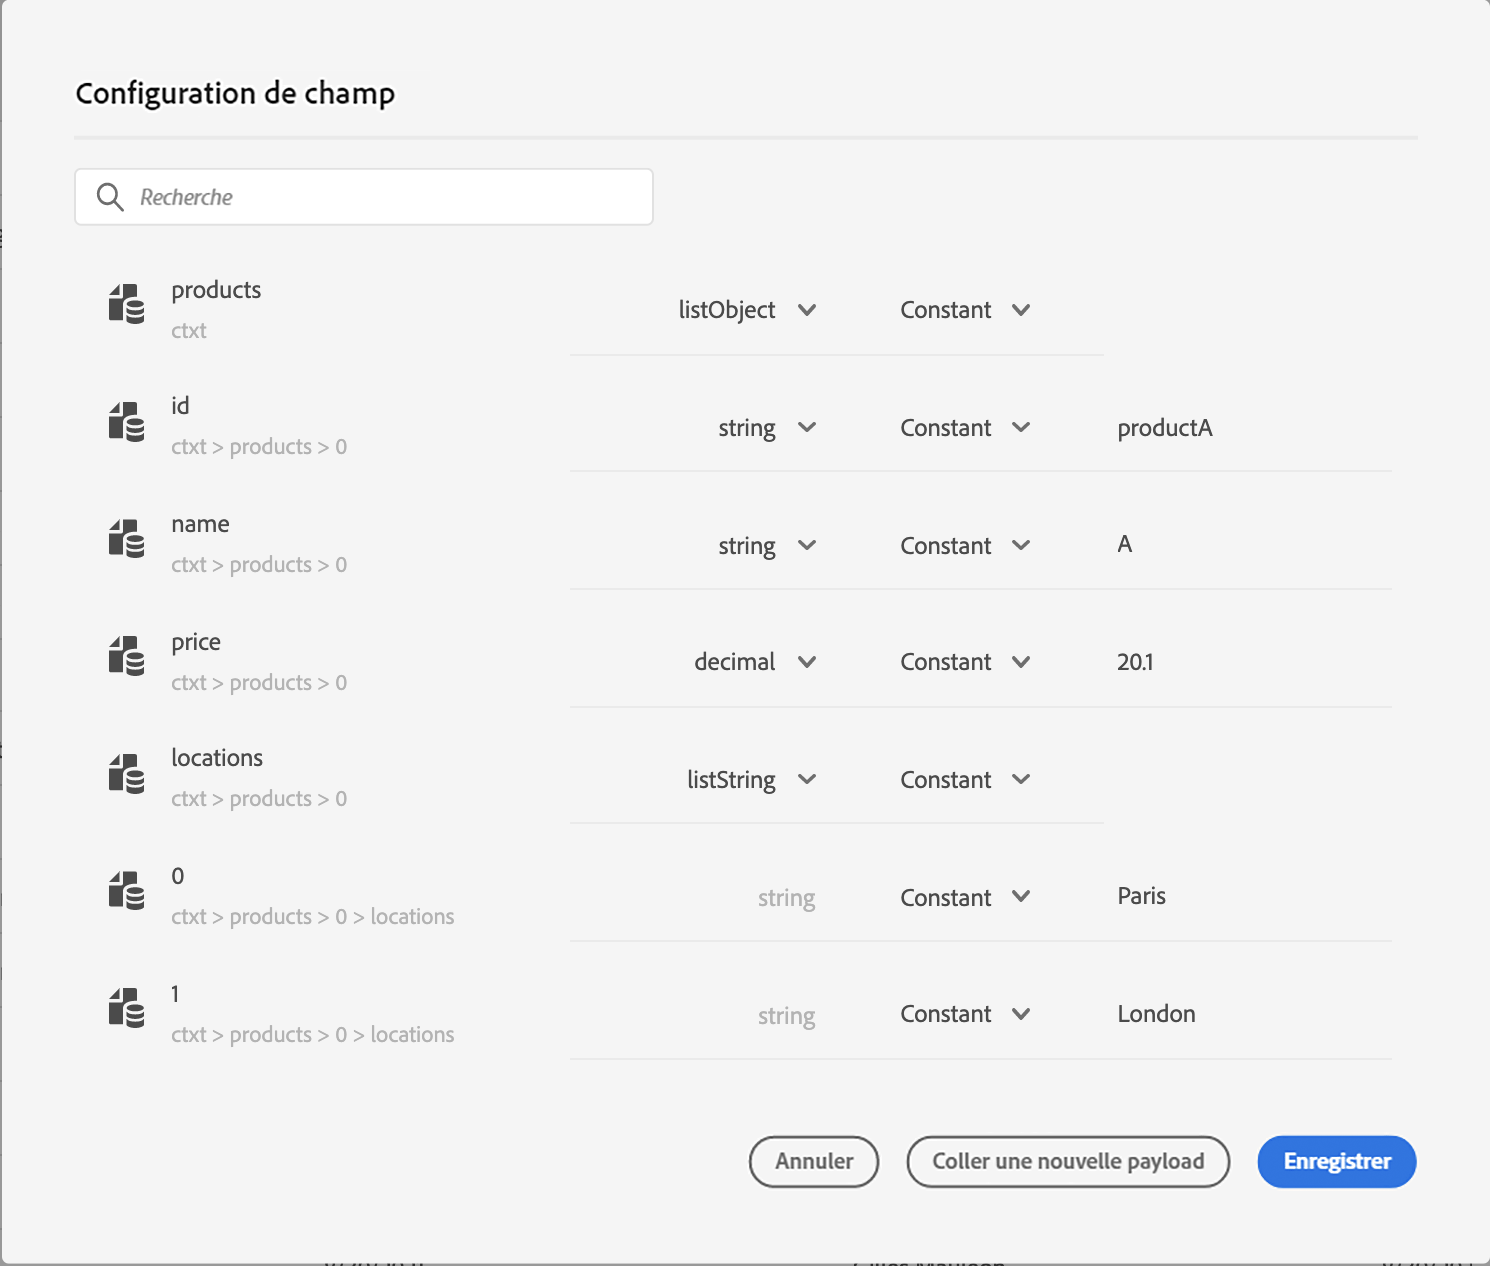 Configuration de champ
Recherche
products
ctxt
listObject
Constant
id
ctxt > products > 0
string
Constant
productA
name
ctxt > products > 0
string
Constant
A
price
ctxt > products > 0
decimal
Constant
20.1
locations
ctxt > products > 0
listString
Constant
0
ctxt > products > 0 > locations
string
Constant
Paris
1
ctxt > products > 0 > locations
string
Constant
London
Annuler
Coller une nouvelle payload
Enregistrer